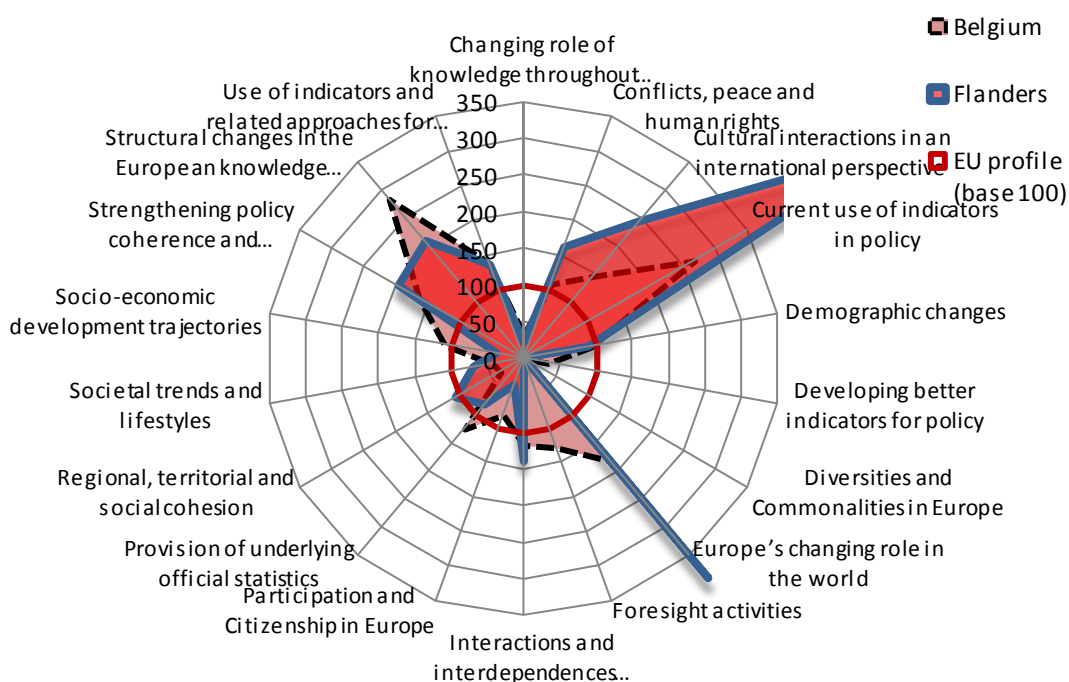 Changing role of
knowledge throughout...
Conflicts, peace and
human rights
Cultural interactions in an
international perspective
Current use of indicators
in policy
Demographic changes
Developing better
indicators for policy
Diversities and
Commonalities in Europe
Europe's changing role in
the world
Foresight activities
Interactions and
interdependences...
Participation and
Citizenship in Europe
Provision of underlying
official statistics
Regional, territorial and
social cohesion
Societal trends and
lifestyles
Socio-economic
development trajectories
Strengthening policy
coherence and...
Structural changes in the
European knowledge...
Use of indicators and
related approaches for...
350
300
250
200
150
100
50
0
Belgium
Flanders
EU profile
(base 100)